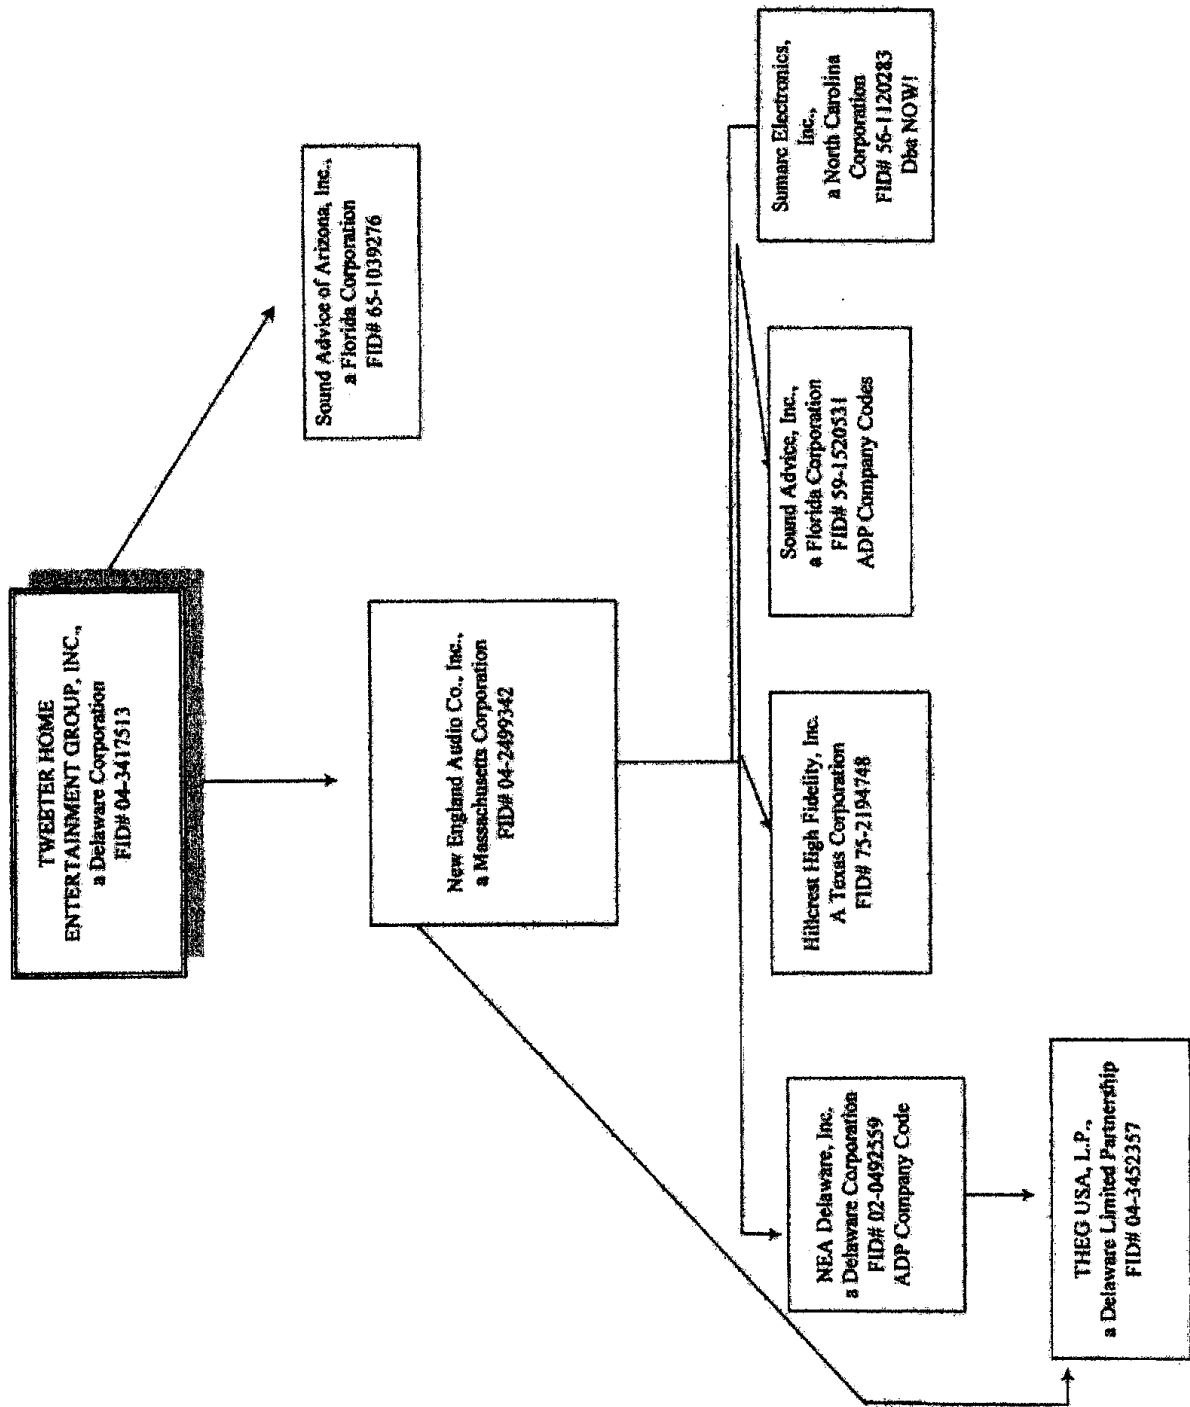 TWEETER HOME
ENTERTAINMENT GROUP, INC.,
a Delaware Corporation
FID# 04-3417513
Sound Advice of Arizona, Inc.,
a Florida Corporation
FID# 65-1039276
New England Audio Co., Inc.,
a Massachusetts Corporation
FID# 04-2499342
NEA Delaware, Inc,
a Delaware Corporation
FID# 02-0492559
ADP Company Code
Hillcrest High Fidelity, Inc.
A Texas Corporation
FID# 75-2194748
Sound Advice, Inc.,
a Florida Corporation
FID# 59-1520531
ADP Company Codes
Sumarc Electronics,
Inc.,
a North Carolina
Corporation
FID# 56-1120283
Dba NOW!
THEG USA, L.P.,
a Delaware Limited Partnership
FID# 04-3452357